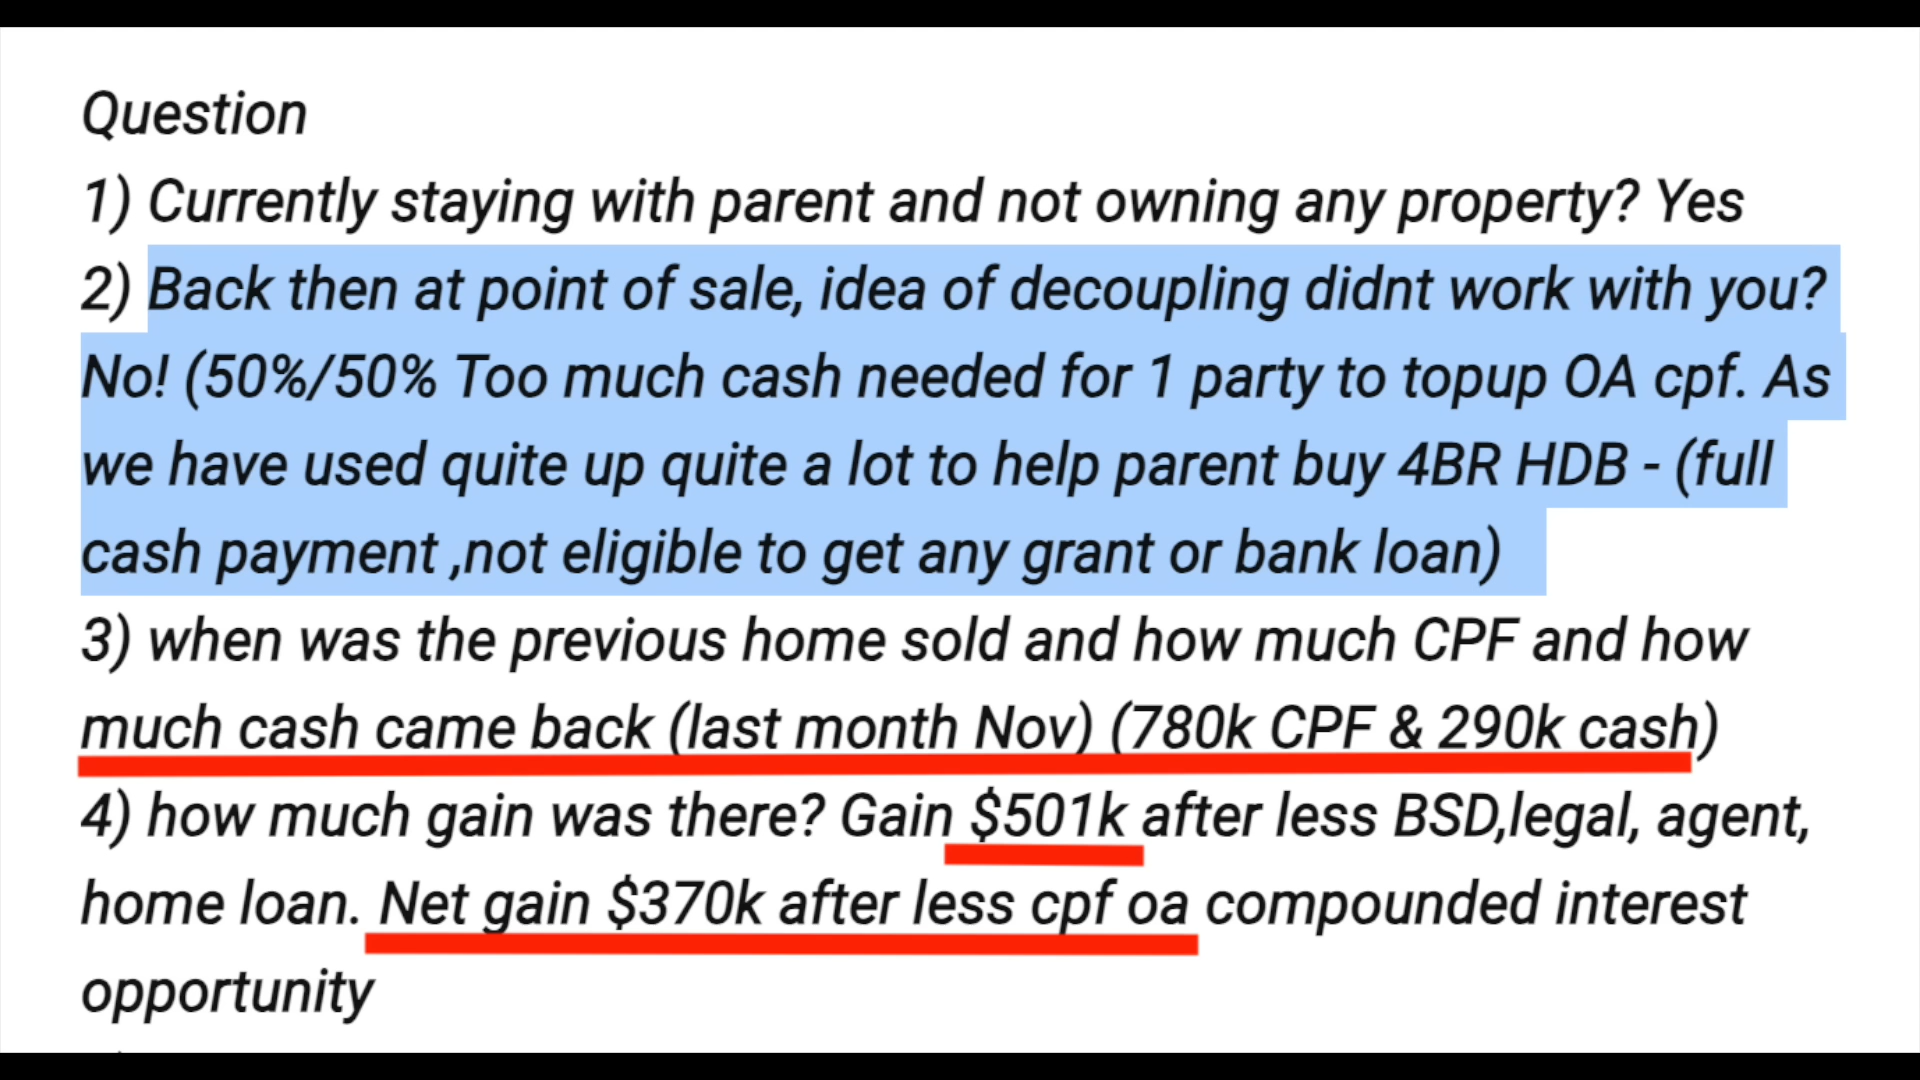 Question
1) Currently staying with parent and not owning any property? Yes
2) Back then at point of sale, idea of decoupling didnt work with you?
No! (50%/50% Too much cash needed for 1 party to topup OA cpf. As
we have used quite up quite a lot to help parent buy 4BR HDB - (full
cash payment ,not eligible to get any grant or bank loan)
3) when was the previous home sold and how much CPF and how
much cash came back (last month Nov) (780k CPF & 290k cash)
4) how much gain was there? Gain $501k after less BSD,legal, agent,
home loan. Net gain $370k after less cpf oa compounded interest
opportunity